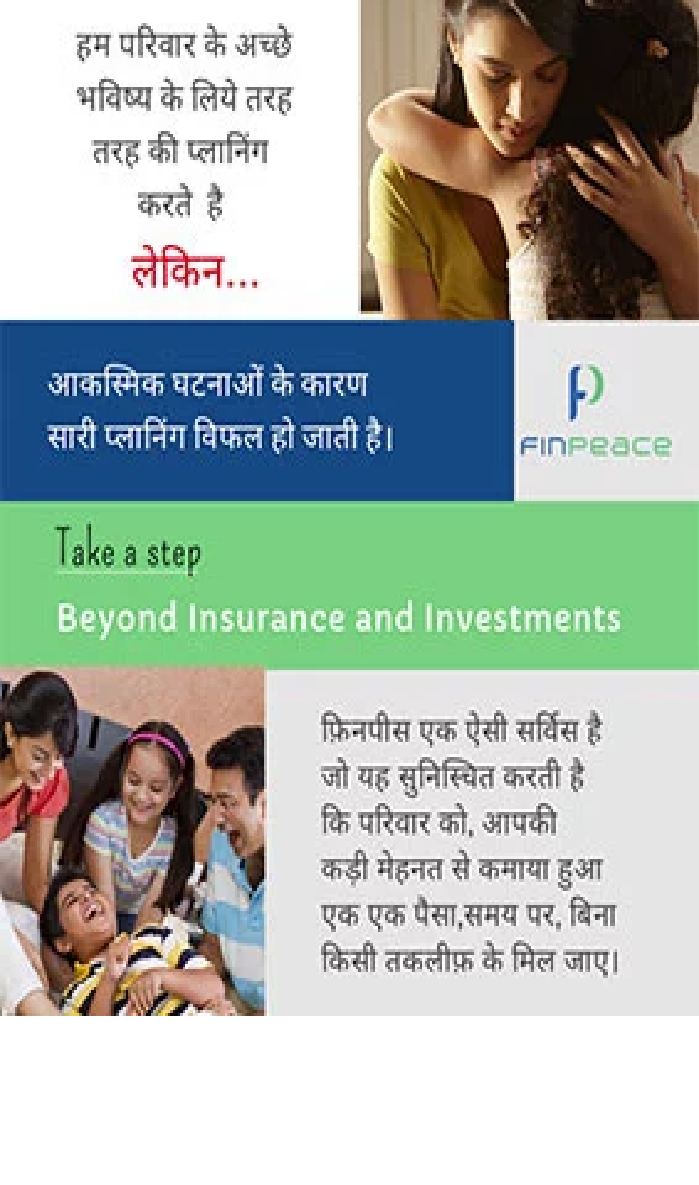 हम परिवार के अच्छे
भविष्य के लिये तरह
तरह की प्लानिंग
करते है
लेकिन...
आकस्मिक घटनाओं के कारण
सारी प्लानिंग विफल हो जाती है।
FINPEACE
Take a step
Beyond Insurance and Investments
फ़िनपीस एक ऐसी सर्विस है
जो यह सुनिस्चित करती है
कि परिवार को, आपकी
कड़ी मेहनत से कमाया हुआ
एक एक पैसा,समय पर, बिना
किसी तकलीफ़ के मिल जाए।